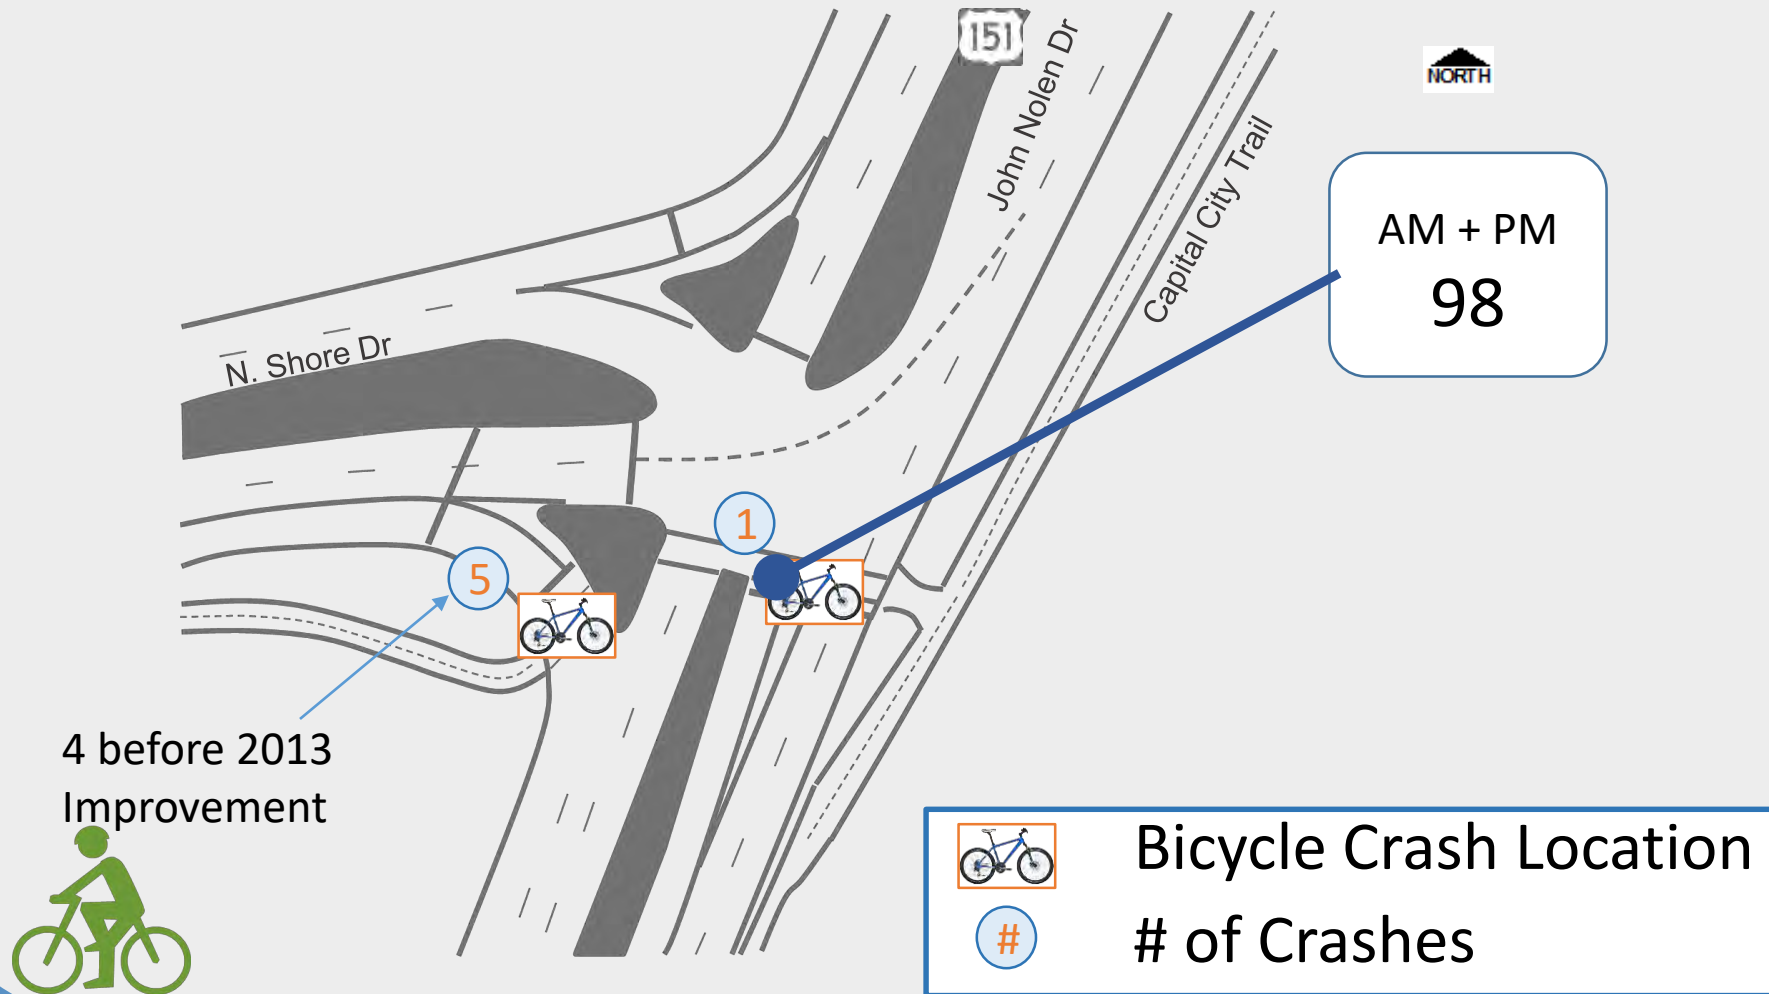 151
John Nolen Dr
NORTH
Capital City Trail
AM + PM
98
N. Shore Dr
1
5
4 before 2013
Improvement
Bicycle Crash Location
#
# of Crashes